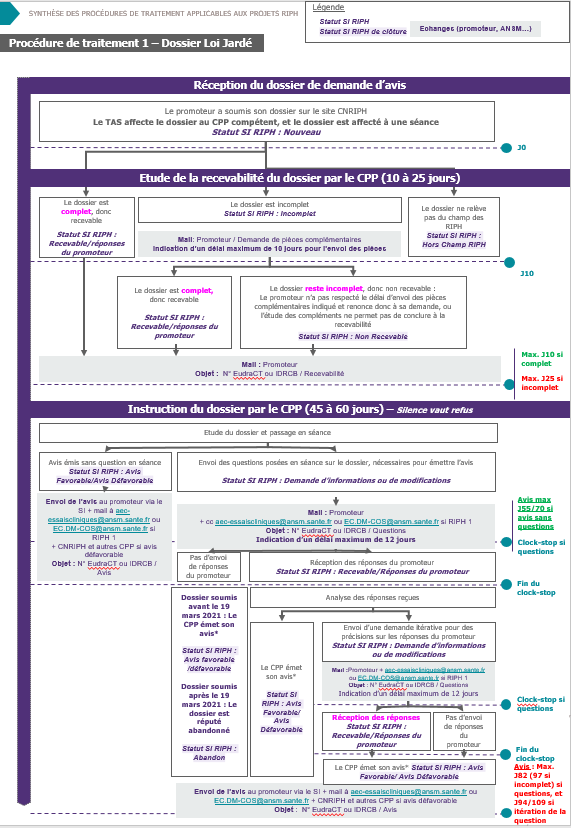 SYNTHÈSE DES PROCÉDURES DE TRAITEMENT APPLICABLES AUX PROJETS RIPH
Légende
Statut SI RIPH
Statut SI RIPH de clôture
Echanges (promoteur, ANSM…)
Procédure de traitement 1 – Dossier Loi Jardé
Réception du dossier de demande d’avis
Le promoteur a soumis son dossier sur le site CNRIPH
Le TAS affecte le dossier au CPP compétent, et le dossier est affecté à une séance
Statut SI RIPH : Nouveau
J0
Etude de la recevabilité du dossier par le CPP (10 à 25 jours)
Le dossier est
complet, donc
recevable
Statut SI RIPH :
Recevable/réponses
du promoteur
Le dossier est incomplet
Statut SI RIPH : Incomplet
Mail: Promoteur / Demande de pièces complémentaires
Indication d’un délai maximum de 10 jours pour l’envoi des pièces
Le dossier ne relève
pas du champ des
RIPH
Statut SI RIPH :
Hors Champ RIPH
J10
Le dossier est complet,
donc recevable
Statut SI RIPH :
Recevable/réponses du
promoteur
Le dossier reste incomplet, donc non recevable :
Le promoteur n’a pas respecté le délai d’envoi des pièces
complémentaires indiqué et renonce donc à sa demande, ou
l’étude des compléments ne permet pas de conclure à la
recevabilité
Statut SI RIPH : Non Recevable
Mail : Promoteur
Objet : N° EudraCT ou IDRCB / Recevabilité
Max. J10 si
complet
Max. J25 si
incomplet
Instruction du dossier par le CPP (45 à 60 jours) – Silence vaut refus
Etude du dossier et passage en séance
Avis émis sans question en séance
Statut SI RIPH : Avis
Favorable/Avis Défavorable
Envoi des questions posées en séance sur le dossier, nécessaires pour émettre l’avis
Statut SI RIPH : Demande d’informations ou de modifications
Envoi de l’avis au promoteur via le
SI + mail à aec-
essaiscliniques@ansm.sante.fr ou
EC.DM-COS@ansm.sante.fr si
RIPH 1
+ CNRIPH et autres CPP si avis
défavorable
Objet : N° EudraCT ou IDRCB /
Avis
Mail : Promoteur
+ cc aec-essaiscliniques@ansm.sante.fr ou EC.DM-COS@ansm.sante.fr si RIPH 1
Objet : N° EudraCT ou IDRCB / Questions
Indication d’un délai maximum de 12 jours
Avis max
J55/70 si
avis sans
questions
Clock-stop si
questions
Pas d’envoi
de réponses
du promoteur
Réception des réponses du promoteur
Statut SI RIPH : Recevable/Réponses du promoteur
Fin du
clock-stop
Dossier soumis
avant le 19
mars 2021 : Le
CPP émet son
avis*
Statut SI RIPH :
Avis favorable
/défavorable
Dossier soumis
après le 19
mars 2021 : Le
dossier est
réputé
abandonné
Statut SI RIPH :
Abandon
Analyse des réponses reçues
Le CPP émet
son avis*
Statut SI
RIPH : Avis
Favorable/
Avis
Défavorable
Envoi d’une demande itérative pour des
précisions sur les réponses du promoteur
Statut SI RIPH : Demande d’informations
ou de modifications
Mail :Promoteur + aec-essaiscliniques@ansm.sante.fr
ou EC.DM-COS@ansm.sante.fr si RIPH 1
Objet : N° EudraCT ou IDRCB / Questions
Indication d’un délai maximum de 12 jours
Clock-stop si
questions
Réception des réponses
Statut SI RIPH :
Recevable/Réponses du
promoteur
Pas d’envoi
de réponses
du
promoteur
Fin du
clock-stop
Le CPP émet son avis* Statut SI RIPH : Avis
Favorable/ Avis Défavorable
Avis : Max.
J82 (97 si
incomplet) si
questions, et
J94/109 si
itération de la
question
Envoi de l’avis au promoteur via le SI + mail à aec-essaiscliniques@ansm.sante.fr ou
EC.DM-COS@ansm.sante.fr + CNRIPH et autres CPP si avis défavorable
Objet : N° EudraCT ou IDRCB / Avis